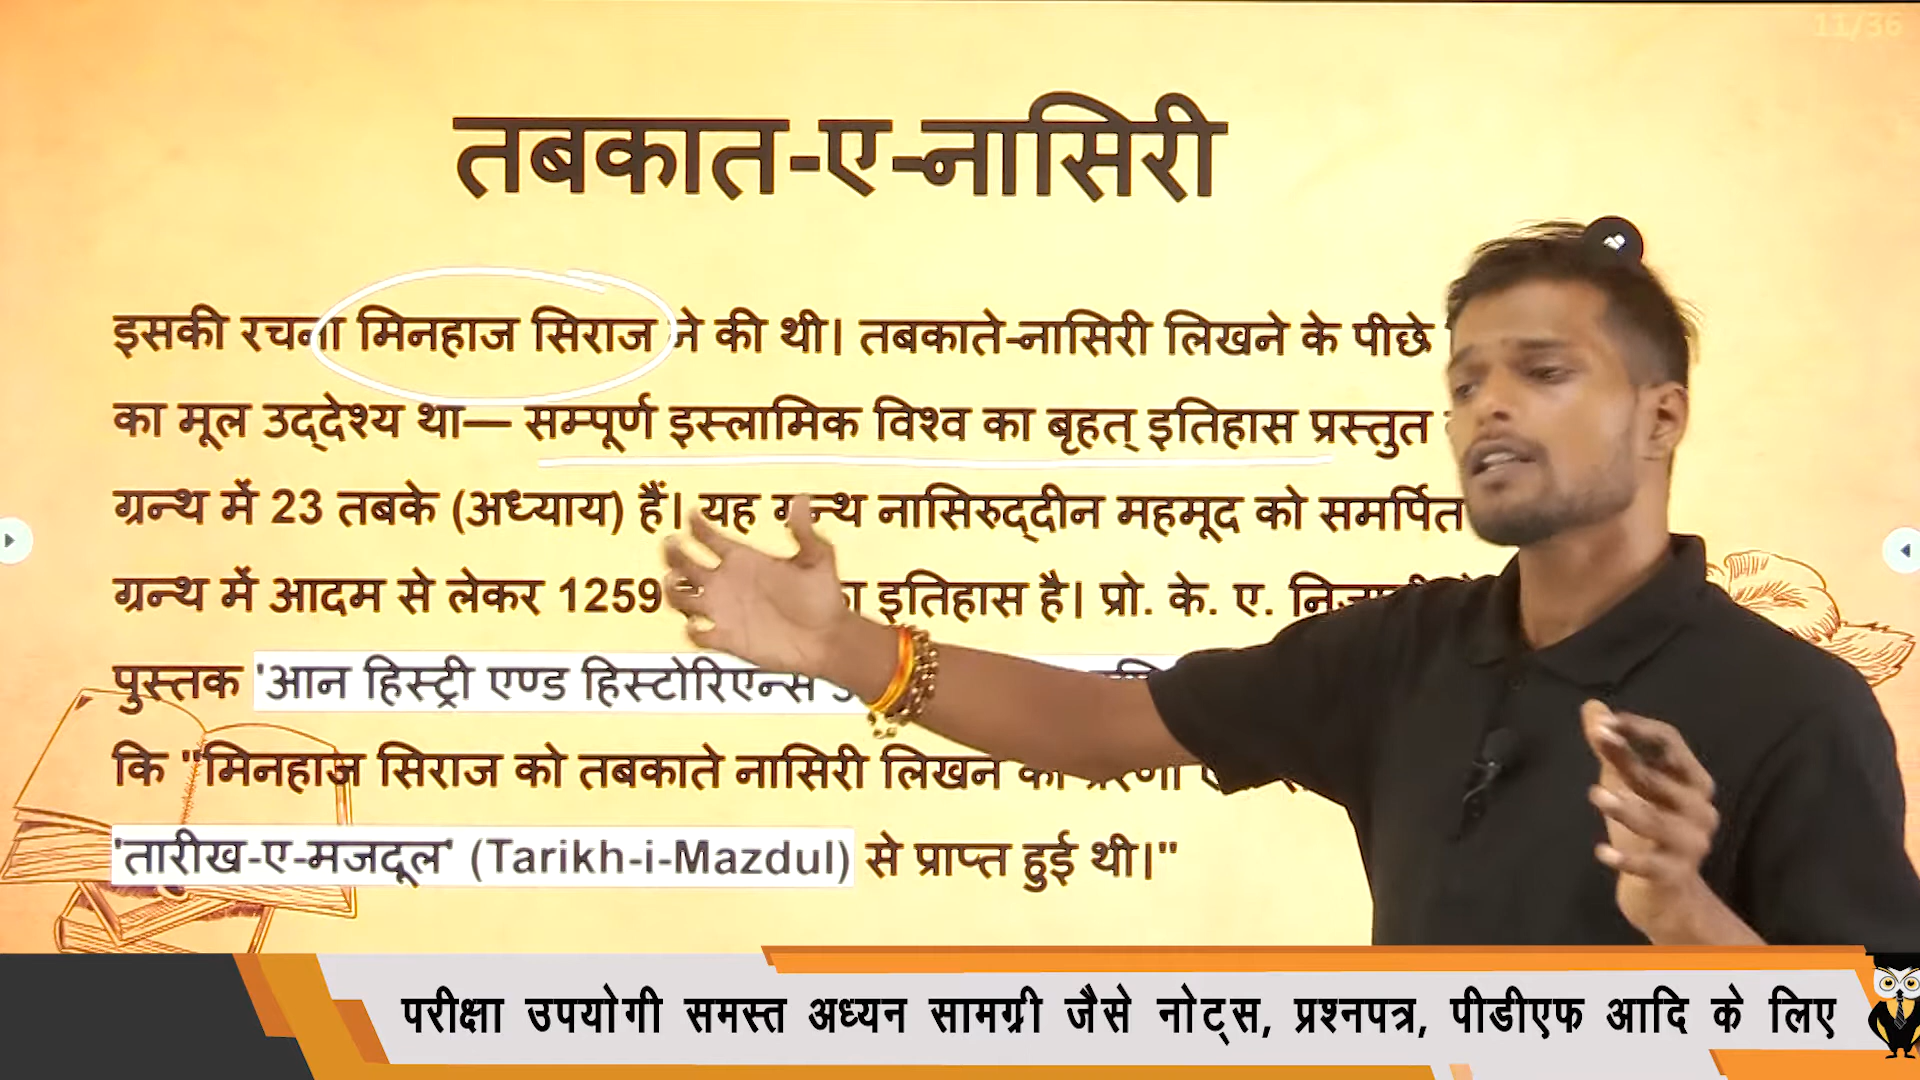 11/36
तबकात-ए-नासिरी
इसकी रचना मिनहाज सिराज ने की थी। तबकाते-नासिरी लिखने के पीछे
का मूल उद्देश्य था— सम्पूर्ण इस्लामिक विश्व का बृहत् इतिहास प्रस्तुत
ग्रन्थ में 23 तबके (अध्याय) हैं। यह ग्रन्थ नासिरुद्दीन महमूद को समर्पित
ग्रन्थ में आदम से लेकर 1259 इतिहास है। प्रो. के. ए.
पुस्तक 'आन हिस्ट्री एण्ड हिस्टोरिएन्स
कि "मिनहाज सिराज को तबकाते नासिरी लिखने
'तारीख-ए-मजदूल' (Tarikh-i-Mazdul) से प्राप्त हुई थी।"
परीक्षा उपयोगी समस्त अध्यन सामग्री जैसे नोट्स, प्रश्नपत्र, पीडीएफ आदि के लिए